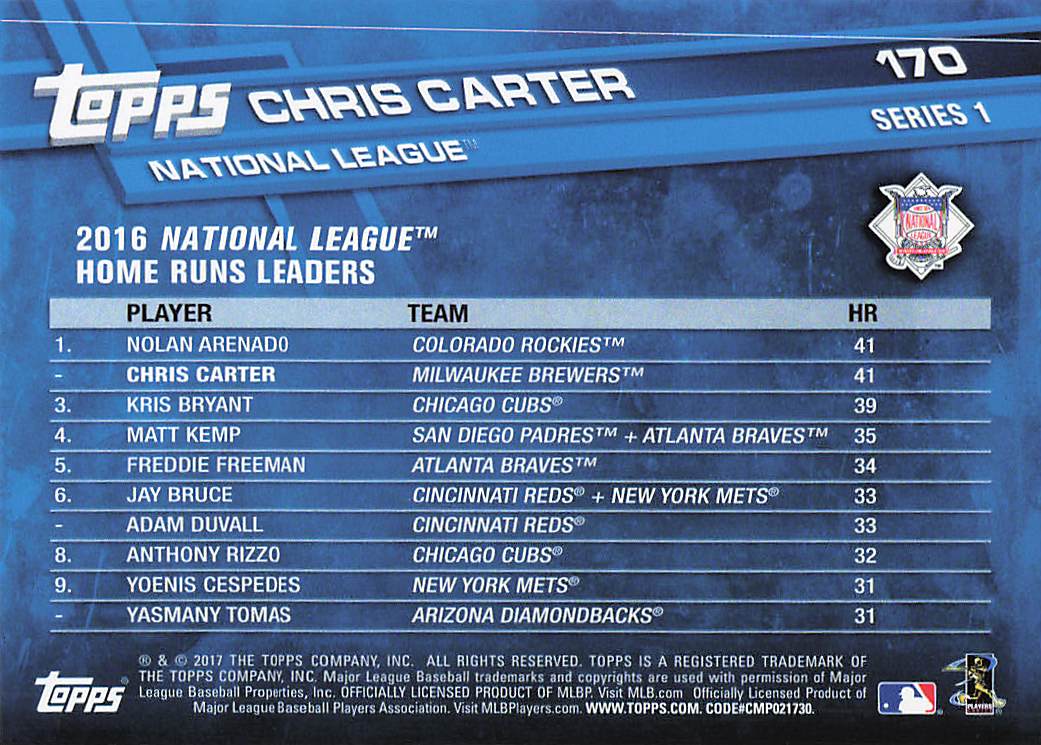 170
TOPPS CHRIS CARTER
SERIES 1
NATIONAL LEAGUE™
NATIONAL LEAGUE
2016 NATIONAL LEAGUE™
HOME RUNS LEADERS
PLAYER TEAM HR
1. NOLAN ARENADO COLORADO ROCKIES™ 41
- CHRIS CARTER MILWAUKEE BREWERS™ 41
3. KRIS BRYANT CHICAGO CUBS® 39
4. MATT KEMP SAN DIEGO PADRES™ + ATLANTA BRAVES™ 35
5. FREDDIE FREEMAN ATLANTA BRAVES™ 34
6. JAY BRUCE CINCINNATI REDS® + NEW YORK METS® 33
- ADAM DUVALL CINCINNATI REDS® 33
8. ANTHONY RIZZO CHICAGO CUBS® 32
9. YOENIS CESPEDES NEW YORK METS® 31
- YASMANY TOMAS ARIZONA DIAMONDBACKS® 31
® & © 2017 THE TOPPS COMPANY, INC. ALL RIGHTS RESERVED. TOPPS IS A REGISTERED TRADEMARK OF
THE TOPPS COMPANY, INC. Major League Baseball trademarks and copyrights are used with permission of Major
League Baseball Properties, Inc. OFFICIALLY LICENSED PRODUCT OF MLBP. Visit MLB.com Officially Licensed Product of
Major League Baseball Players Association. Visit MLBPlayers.com. WWW.TOPPS.COM. CODE#CMP021730.
TOPPS®
PLAYERS